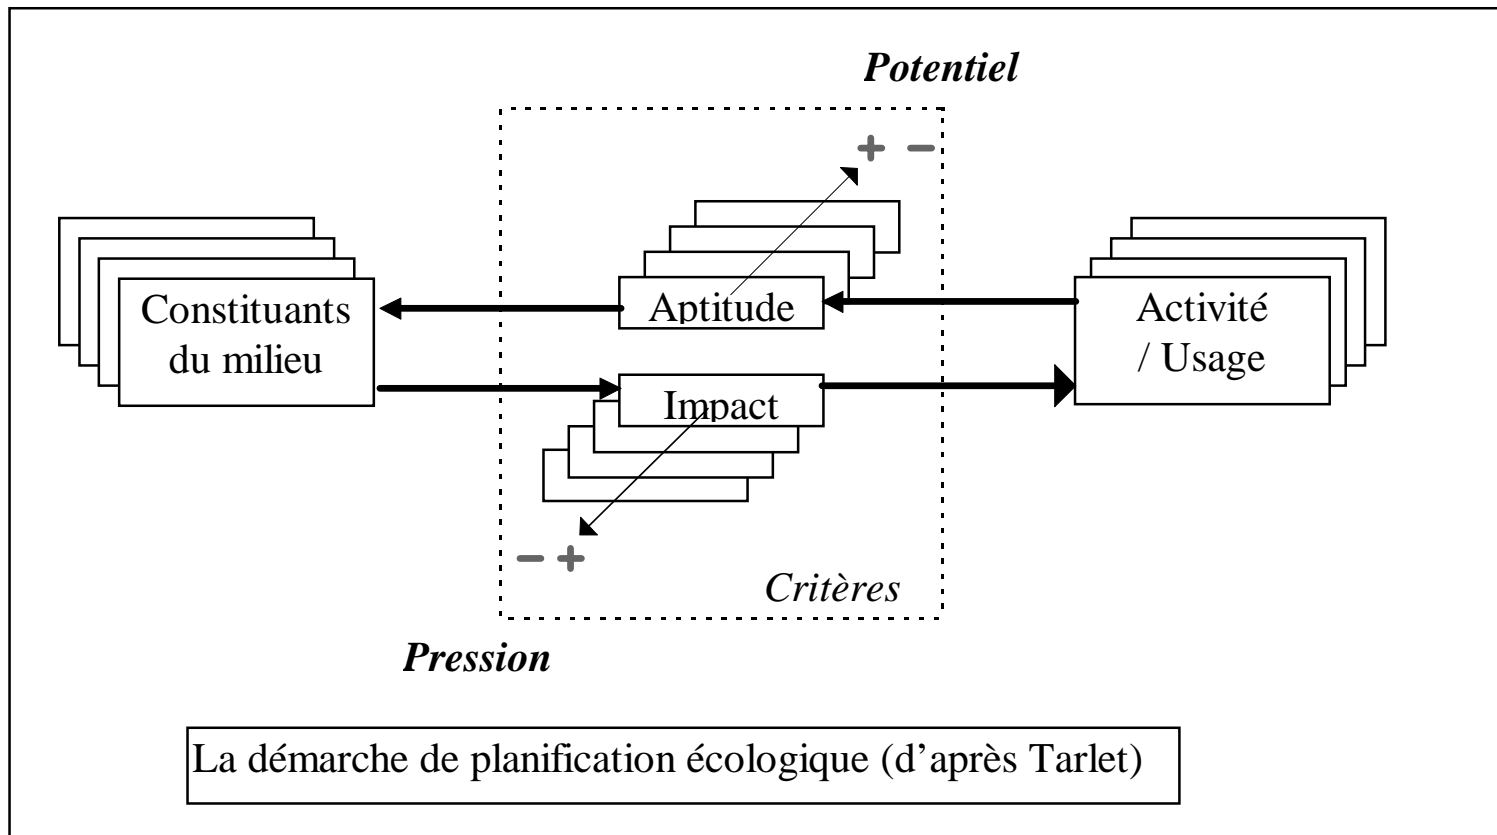 Potentiel
+ −
Constituants
du milieu
Aptitude
Activité
/ Usage
Impact
− +
Critères
Pression
La démarche de planification écologique (d’après Tarlet)